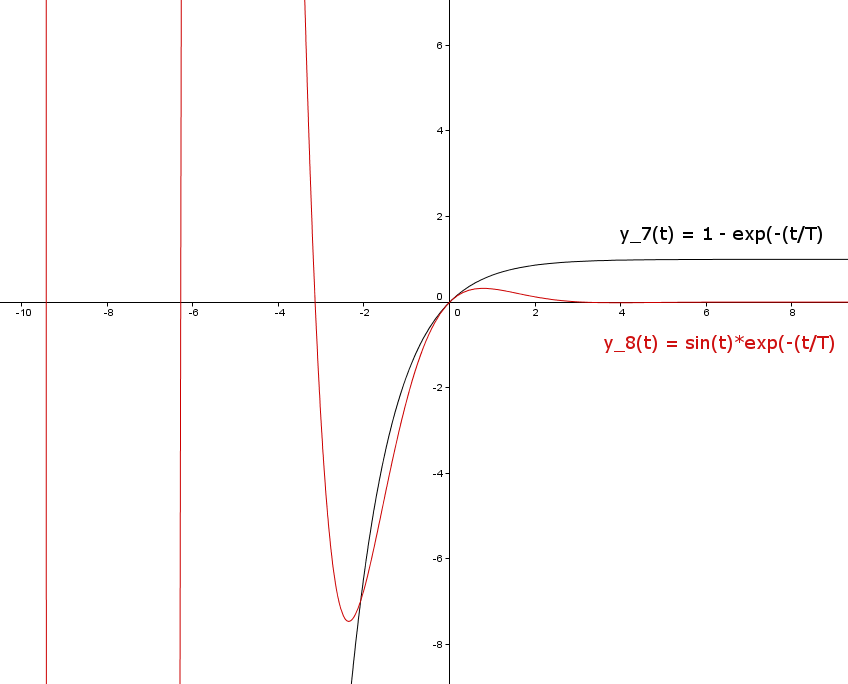 6
4
2
y_7(t) = 1 - exp(-(t/T)
0
-10 -8 -6 -4 -2 0 2 4 6 8
y_8(t) = sin(t)*exp(-(t/T)
-2
-4
-6
-8